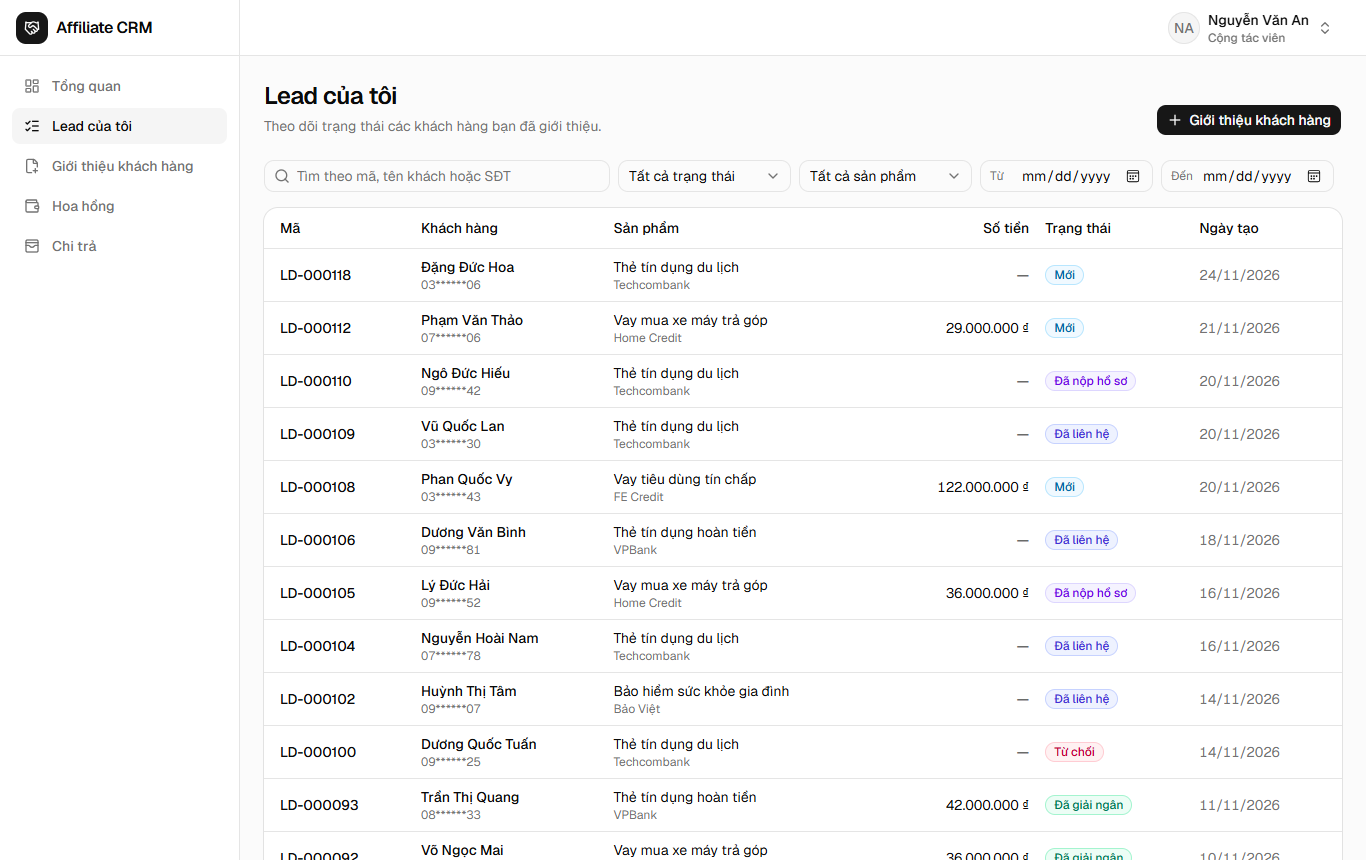 Affiliate CRM
NA
Nguyễn Văn An
Cộng tác viên
Tổng quan
Lead của tôi
Giới thiệu khách hàng
Hoa hồng
Chi trả
Lead của tôi
Theo dõi trạng thái các khách hàng bạn đã giới thiệu.
Giới thiệu khách hàng
Tìm theo mã, tên khách hoặc SĐT
Tất cả trạng thái
Tất cả sản phẩm
Từ mm/dd/yyyy
Đến mm/dd/yyyy
Mã Khách hàng Sản phẩm Số tiền Trạng thái Ngày tạo
LD-000118 Đặng Đức Hoa Thẻ tín dụng du lịch — Mới 24/11/2026
03******06 Techcombank
LD-000112 Phạm Văn Thảo Vay mua xe máy trả góp 29.000.000 ₫ Mới 21/11/2026
07******06 Home Credit
LD-000110 Ngô Đức Hiếu Thẻ tín dụng du lịch — Đã nộp hồ sơ 20/11/2026
09******42 Techcombank
LD-000109 Vũ Quốc Lan Thẻ tín dụng du lịch — Đã liên hệ 20/11/2026
03******30 Techcombank
LD-000108 Phan Quốc Vy Vay tiêu dùng tín chấp 122.000.000 ₫ Mới 20/11/2026
03******43 FE Credit
LD-000106 Dương Văn Bình Thẻ tín dụng hoàn tiền — Đã liên hệ 18/11/2026
09******81 VPBank
LD-000105 Lý Đức Hải Vay mua xe máy trả góp 36.000.000 ₫ Đã nộp hồ sơ 16/11/2026
09******52 Home Credit
LD-000104 Nguyễn Hoài Nam Thẻ tín dụng du lịch — Đã liên hệ 16/11/2026
07******78 Techcombank
LD-000102 Huỳnh Thị Tâm Bảo hiểm sức khỏe gia đình — Đã liên hệ 14/11/2026
09******07 Bảo Việt
LD-000100 Dương Quốc Tuấn Thẻ tín dụng du lịch — Từ chối 14/11/2026
09******25 Techcombank
LD-000093 Trần Thị Quang Thẻ tín dụng hoàn tiền 42.000.000 ₫ Đã giải ngân 11/11/2026
08******33 VPBank
LD-000092 Võ Ngọc Mai Vay mua xe máy trả góp 36.000.000 ₫ Đã giải ngân 10/11/2026